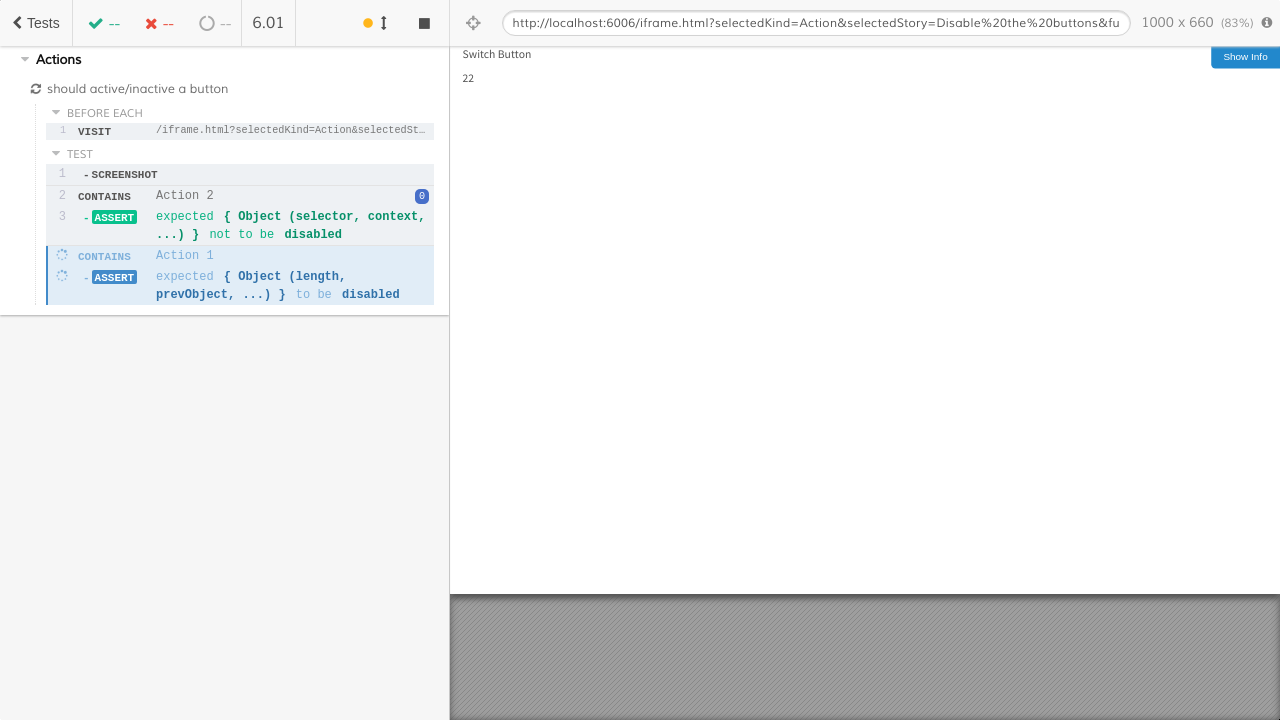 Tests
--
--
--
6.01
http://localhost:6006/iframe.html?selectedKind=Action&selectedStory=Disable%20the%20buttons&fu
1000 x 660 (83%)
Actions
should active/inactive a button
BEFORE EACH
1 VISIT /iframe.html?selectedKind=Action&selectedSt…
TEST
1 - SCREENSHOT
2 CONTAINS Action 2 0
3 - ASSERT expected { Object (selector, context,
...) } not to be disabled
CONTAINS Action 1
- ASSERT expected { Object (length,
prevObject, ...) } to be disabled
Switch Button
Show Info
22